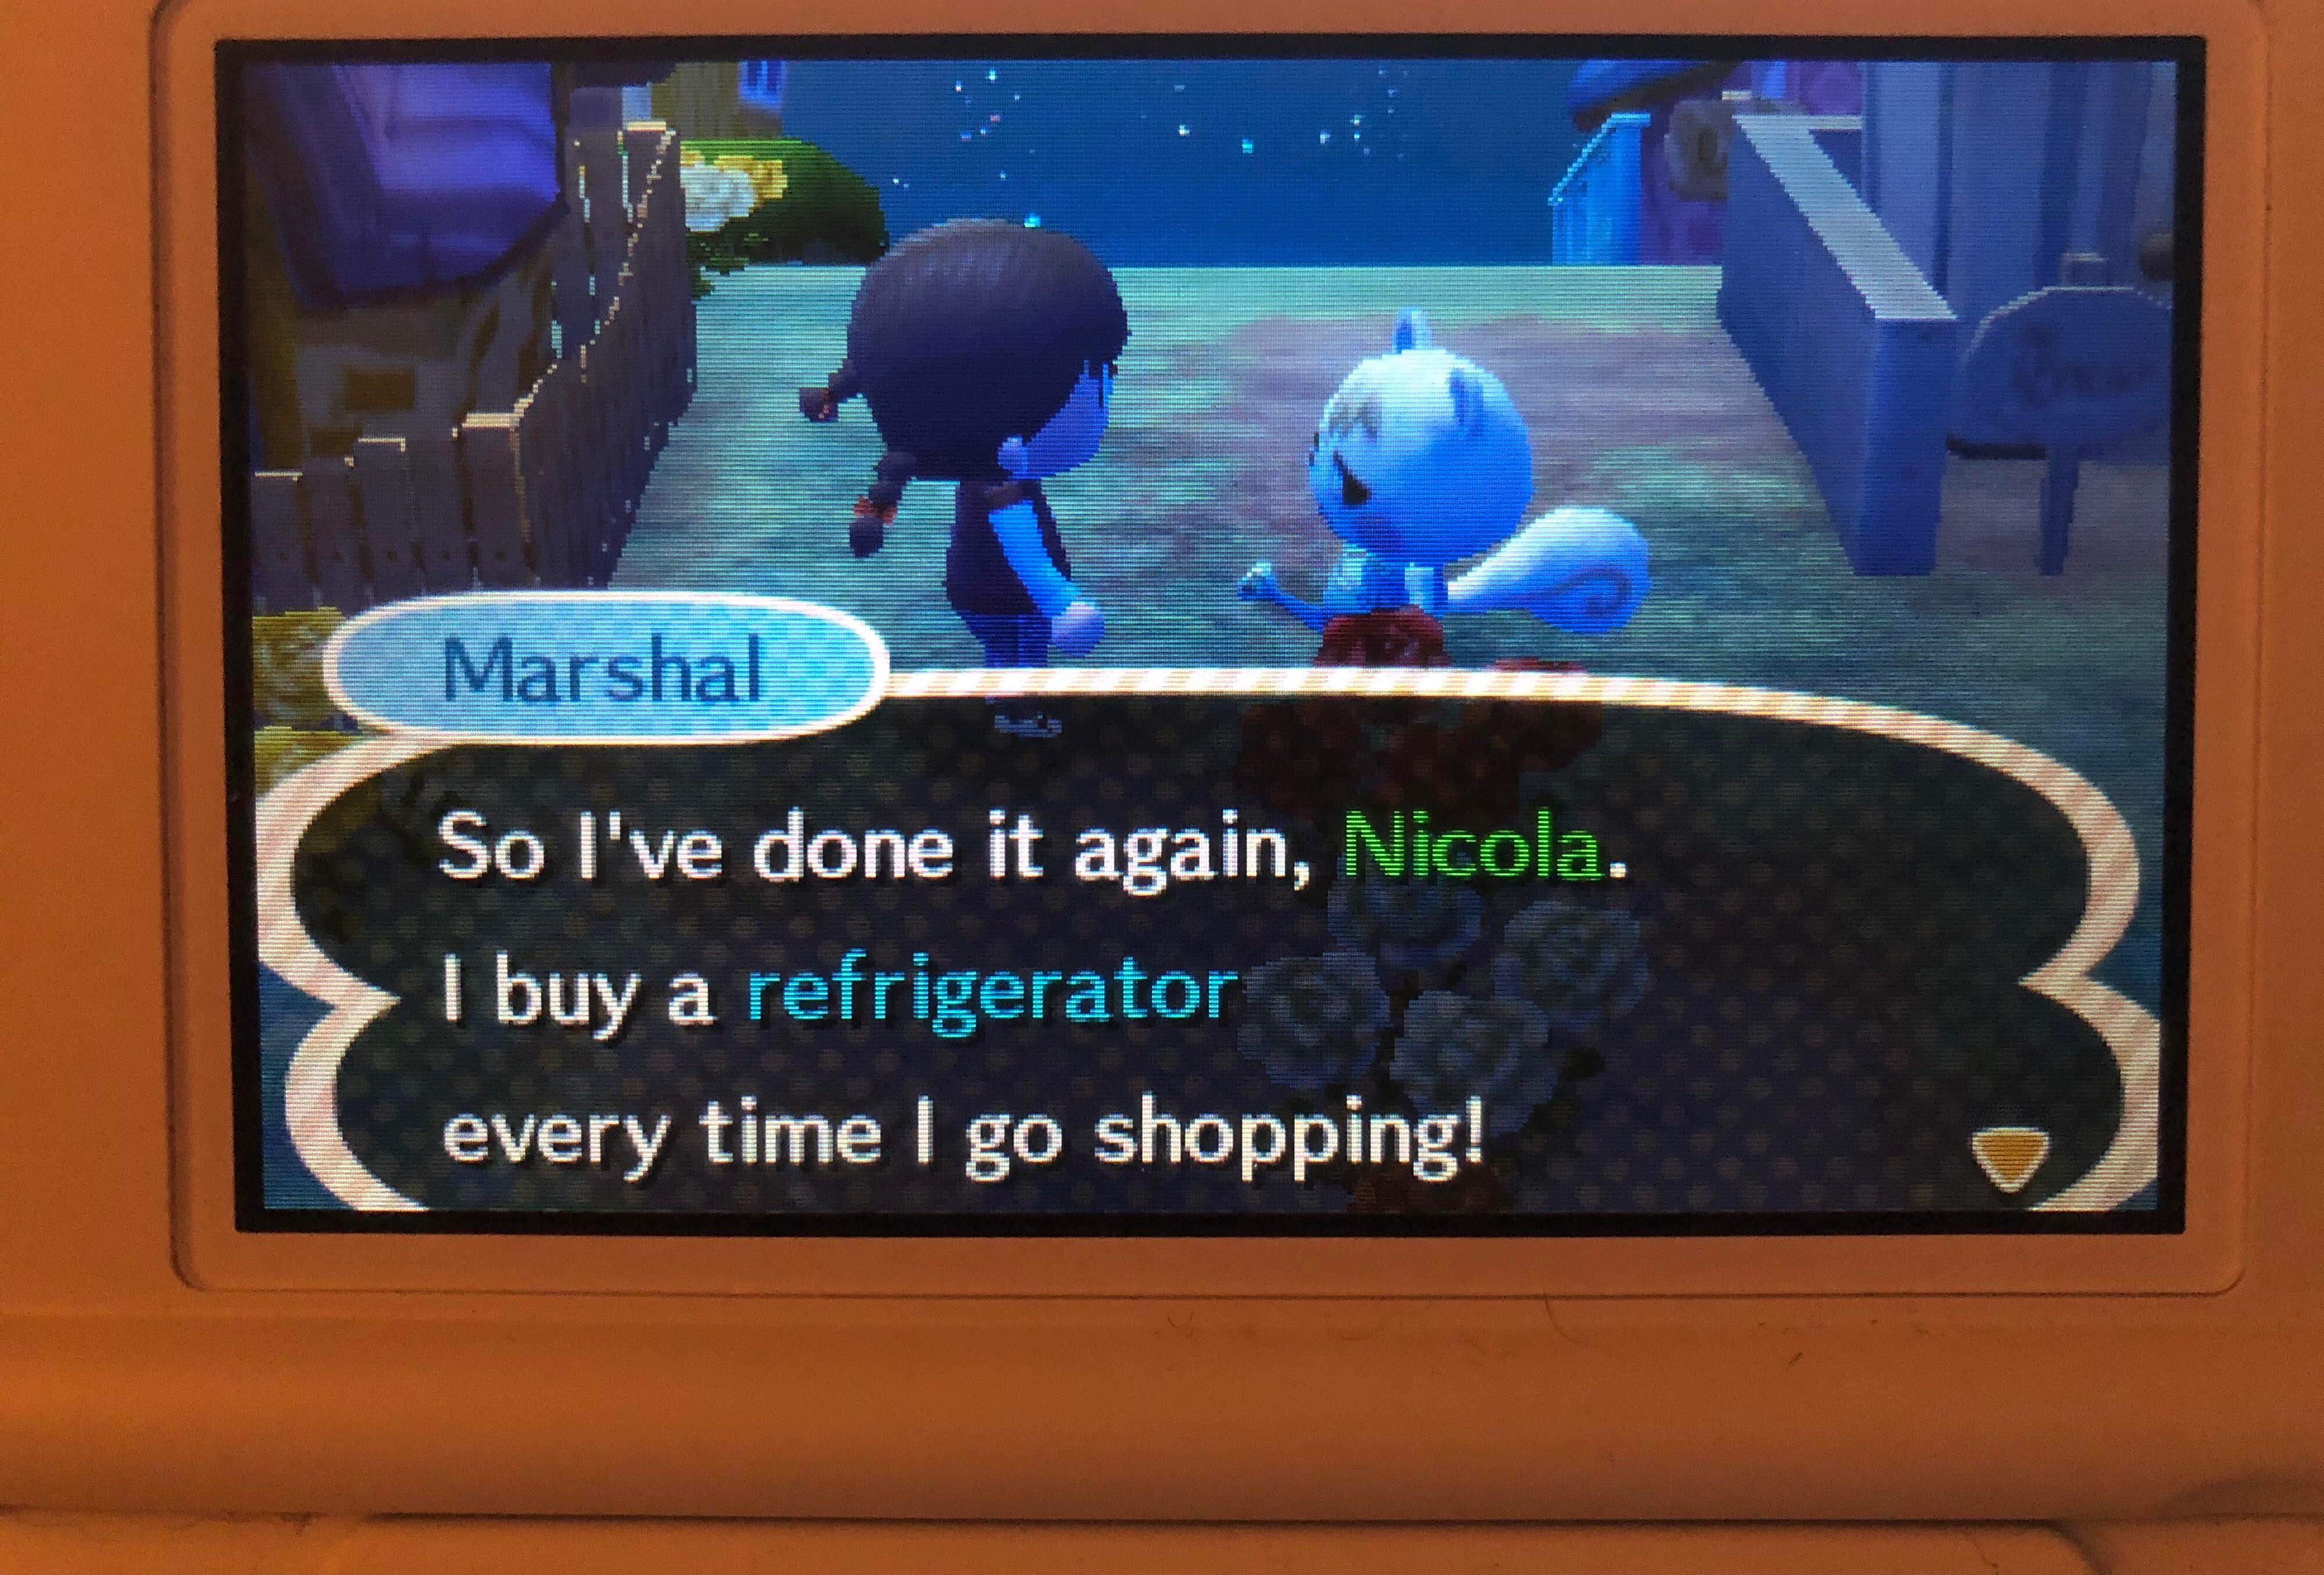 Marshal
So I've done it again, Nicola.
I buy a refrigerator
every time I go shopping!